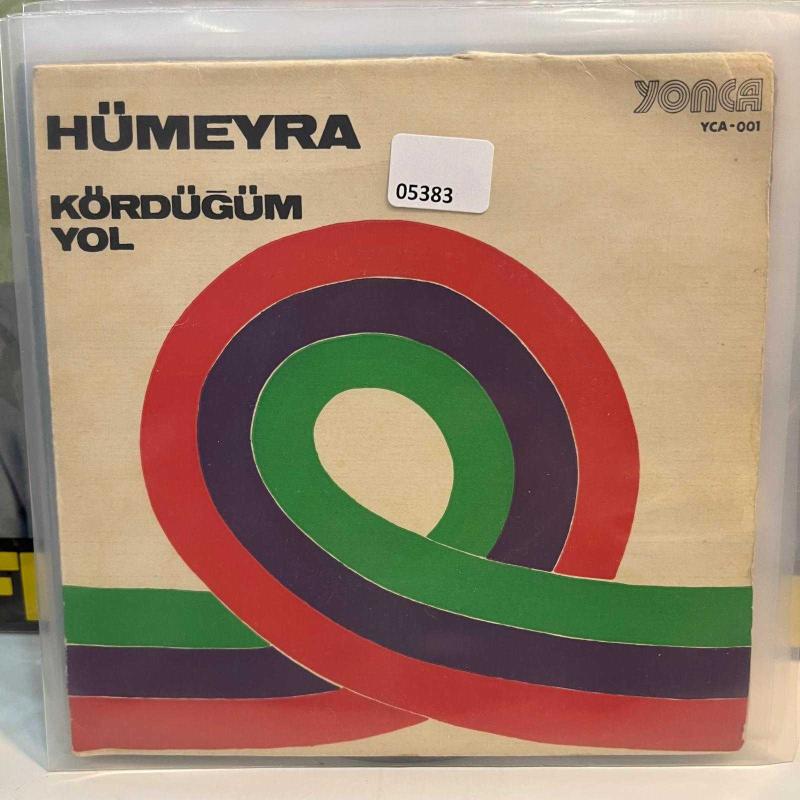 HÜMEYRA
KÖRDÜĞÜM
YOL
YONCA
YCA-001
05383
F